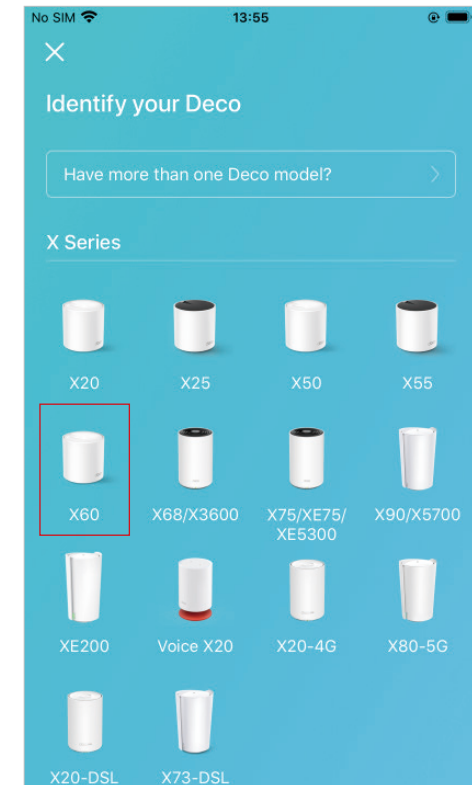 No SIM 13:55
Identify your Deco
Have more than one Deco model?
X Series
X20 X25 X50 X55
X60 X68/X3600 X75/XE75/ X90/X5700
XE5300
XE200 Voice X20 X20-4G X80-5G
X20-DSL X73-DSL